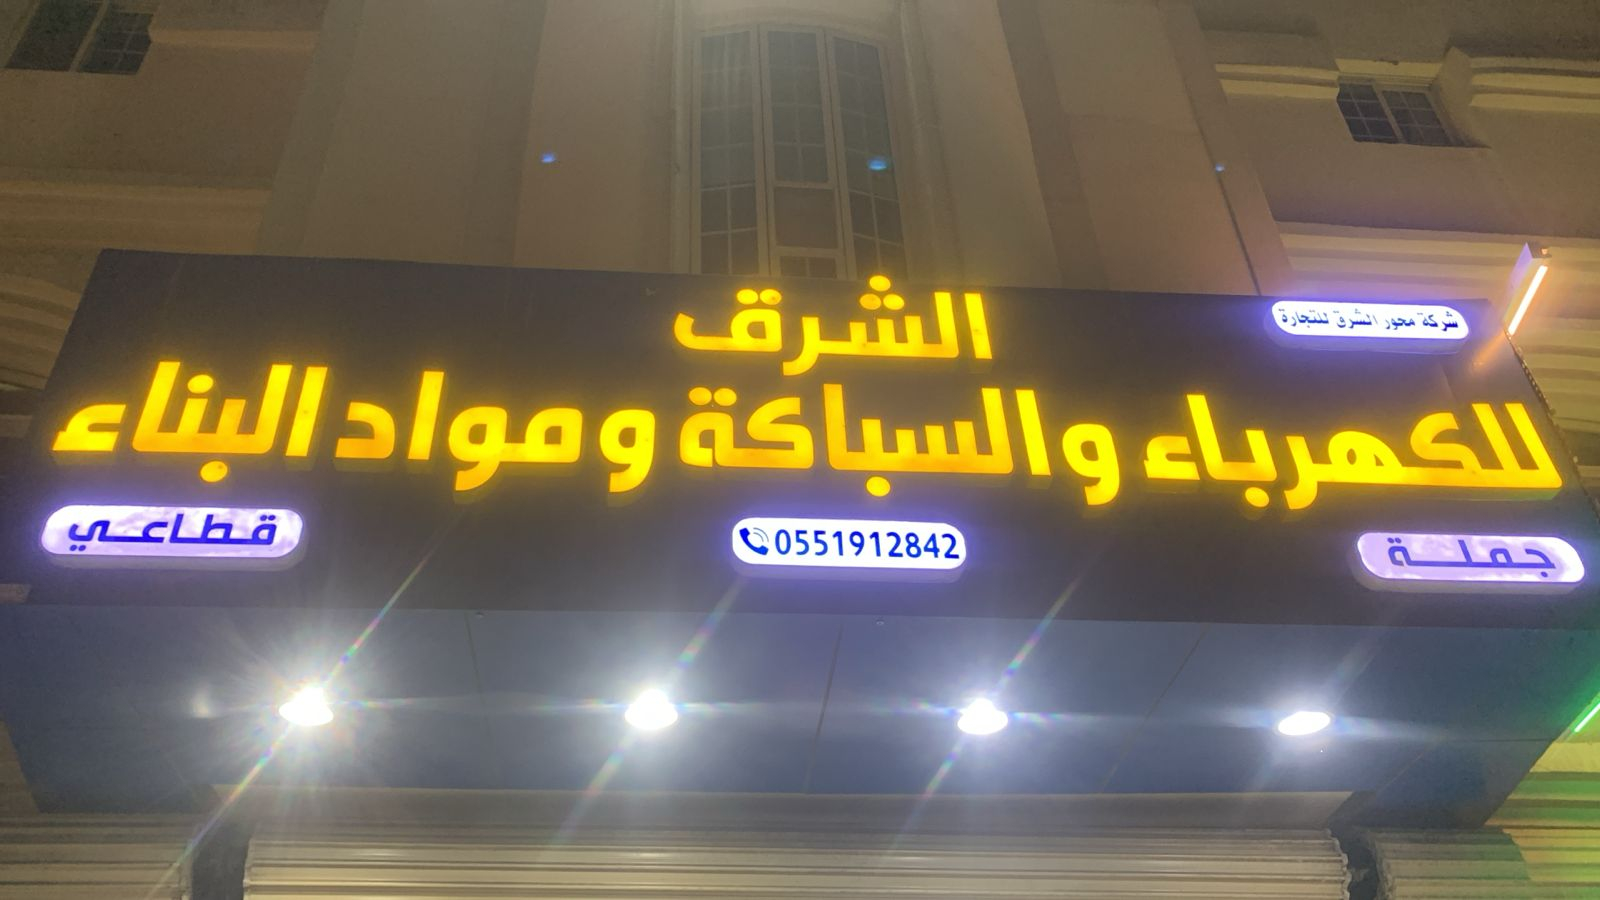 شركة محور الشرق للتجارة
الشرق
للكهرباء والسباكة ومواد البناء
جملة
0551912842
قطاعي